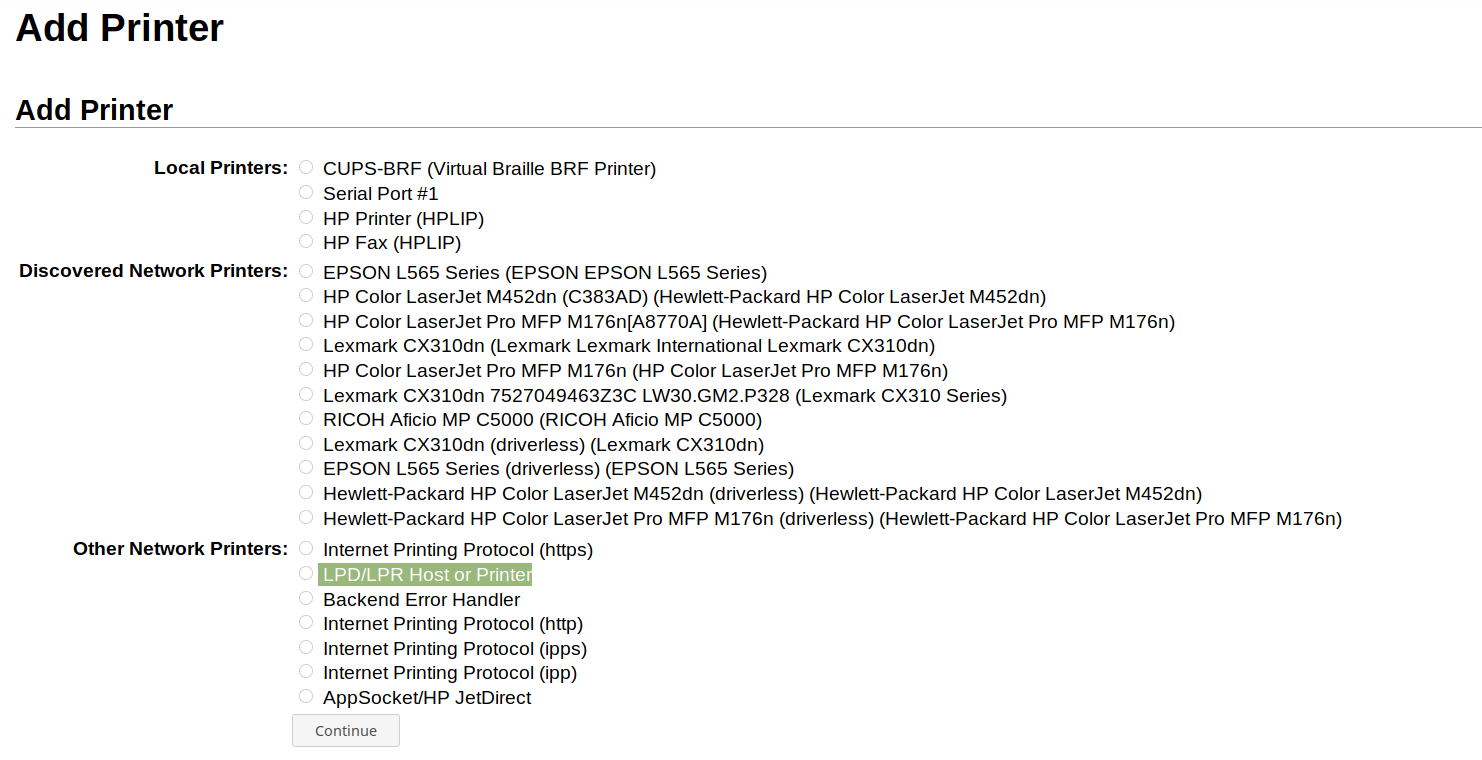 Add Printer
Add Printer
Local Printers: CUPS-BRF (Virtual Braille BRF Printer)
Serial Port #1
HP Printer (HPLIP)
HP Fax (HPLIP)
Discovered Network Printers: EPSON L565 Series (EPSON EPSON L565 Series)
HP Color LaserJet M452dn (C383AD) (Hewlett-Packard HP Color LaserJet M452dn)
HP Color LaserJet Pro MFP M176n[A8770A] (Hewlett-Packard HP Color LaserJet Pro MFP M176n)
Lexmark CX310dn (Lexmark Lexmark International Lexmark CX310dn)
HP Color LaserJet Pro MFP M176n (HP Color LaserJet Pro MFP M176n)
Lexmark CX310dn 7527049463Z3C LW30.GM2.P328 (Lexmark CX310 Series)
RICOH Aficio MP C5000 (RICOH Aficio MP C5000)
Lexmark CX310dn (driverless) (Lexmark CX310dn)
EPSON L565 Series (driverless) (EPSON L565 Series)
Hewlett-Packard HP Color LaserJet M452dn (driverless) (Hewlett-Packard HP Color LaserJet M452dn)
Hewlett-Packard HP Color LaserJet Pro MFP M176n (driverless) (Hewlett-Packard HP Color LaserJet Pro MFP M176n)
Other Network Printers: Internet Printing Protocol (https)
LPD/LPR Host or Printer
Backend Error Handler
Internet Printing Protocol (http)
Internet Printing Protocol (ipps)
Internet Printing Protocol (ipp)
AppSocket/HP JetDirect
Continue